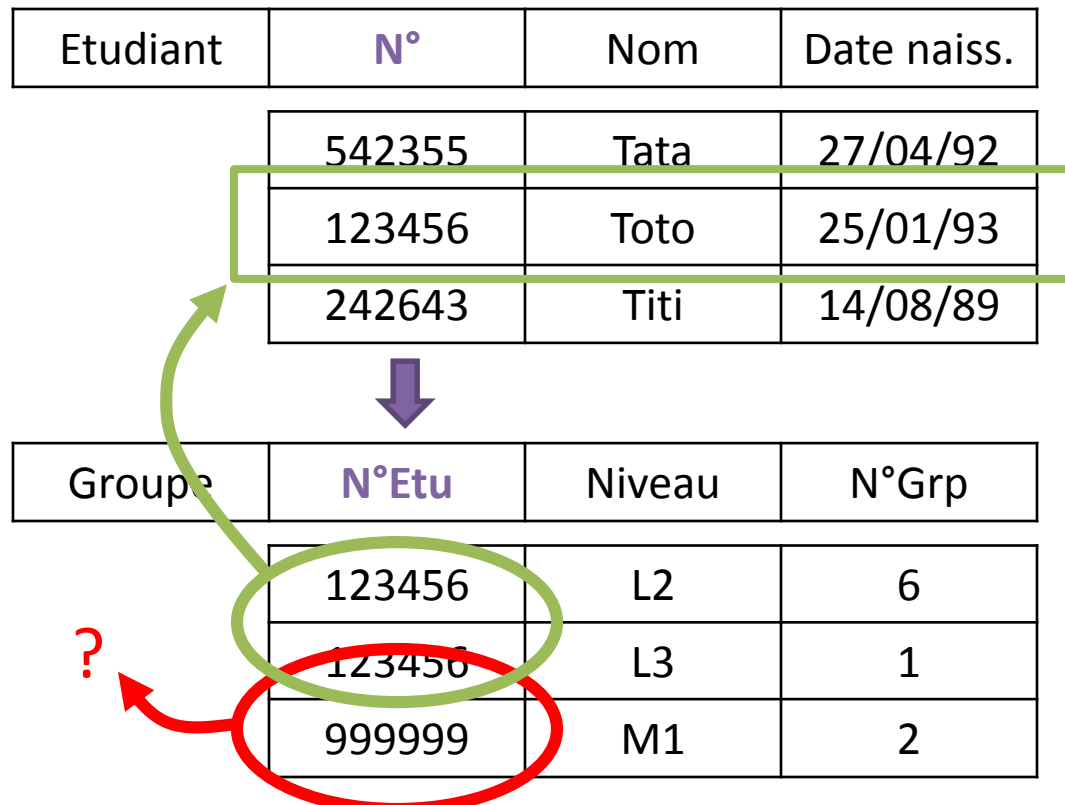 Etudiant N° Nom Date naiss.
542355 Tata 27/04/92
123456 Toto 25/01/93
242643 Titi 14/08/89
Groupe N°Etu Niveau N°Grp
123456 L2 6
? 123456 L3 1
999999 M1 2